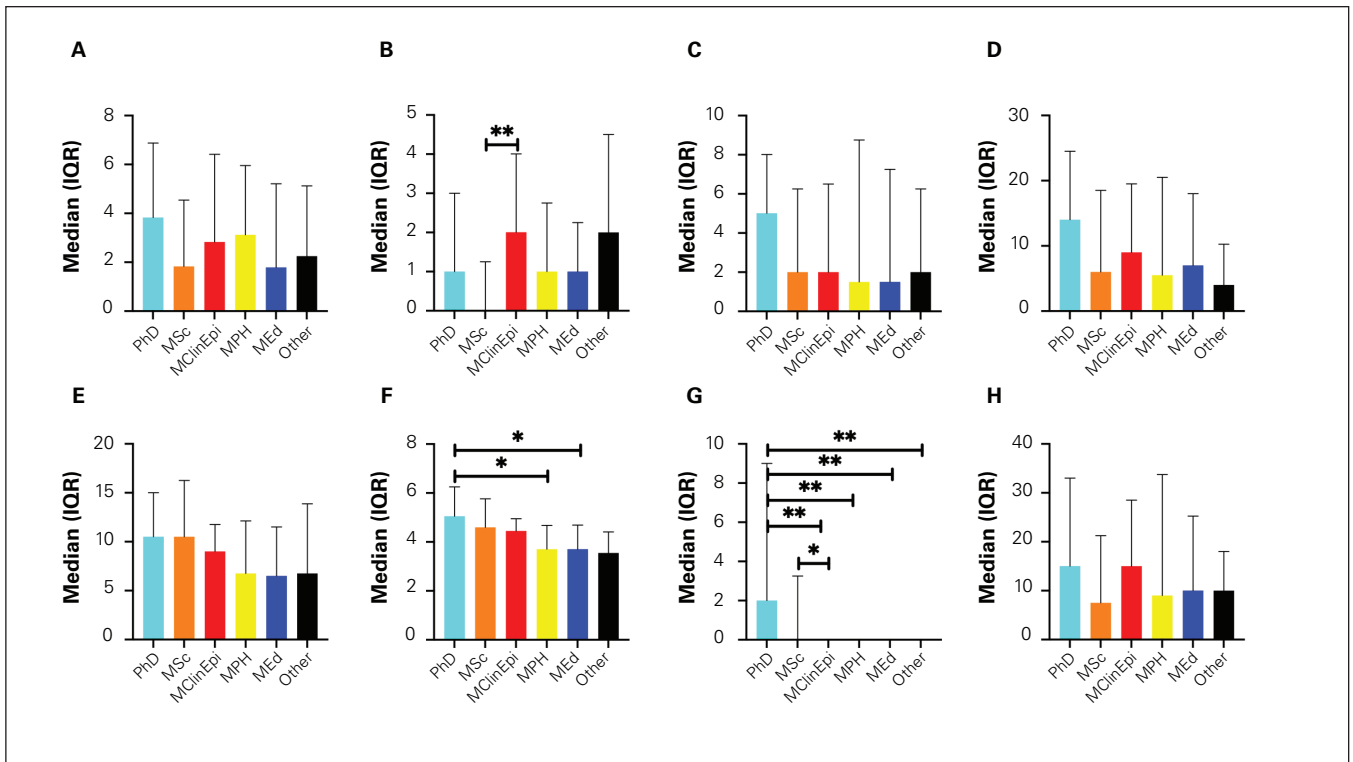 A
Median (IQR)
8
6
4
2
0
PhD
MSc
MClinEpi
MPH
MEd
Other
B
Median (IQR)
5
4
3
2
1
0
**
PhD
MSc
MClinEpi
MPH
MEd
Other
C
Median (IQR)
10
8
6
4
2
0
PhD
MSc
MClinEpi
MPH
MEd
Other
D
Median (IQR)
30
20
10
0
PhD
MSc
MClinEpi
MPH
MEd
Other
E
Median (IQR)
20
15
10
5
0
PhD
MSc
MClinEpi
MPH
MEd
Other
F
Median (IQR)
8
6
4
2
0
*
*
PhD
MSc
MClinEpi
MPH
MEd
Other
G
Median (IQR)
10
8
6
4
2
0
**
**
**
**
*
PhD
MSc
MClinEpi
MPH
MEd
Other
H
Median (IQR)
40
30
20
10
0
PhD
MSc
MClinEpi
MPH
MEd
Other